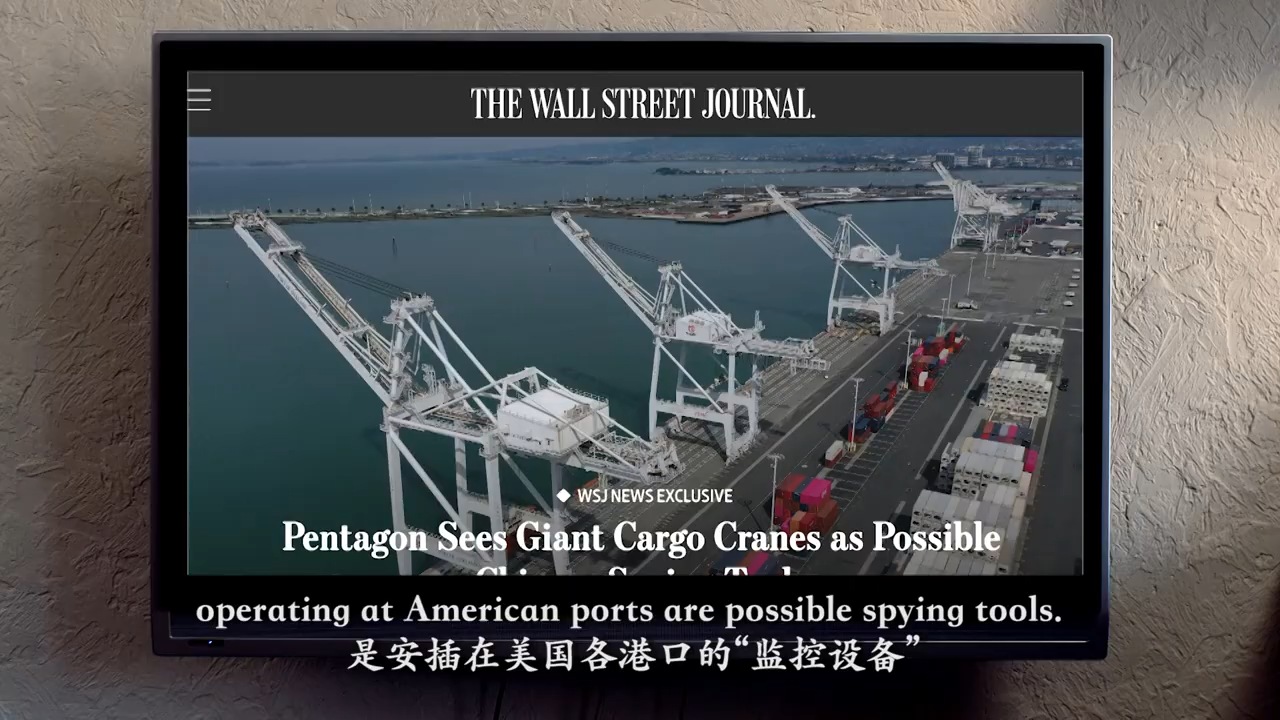 THE WALL STREET JOURNAL.
WSJ NEWS EXCLUSIVE
Pentagon Sees Giant Cargo Cranes as Possible
operating at American ports are possible spying tools.
是安插在美国各港口的“监控设备”